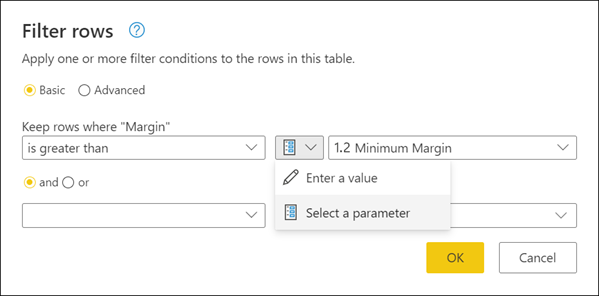 Filter rows ?
Apply one or more filter conditions to the rows in this table.
Basic Advanced
Keep rows where "Margin"
is greater than 1.2 Minimum Margin
Enter a value
and or
Select a parameter
OK Cancel